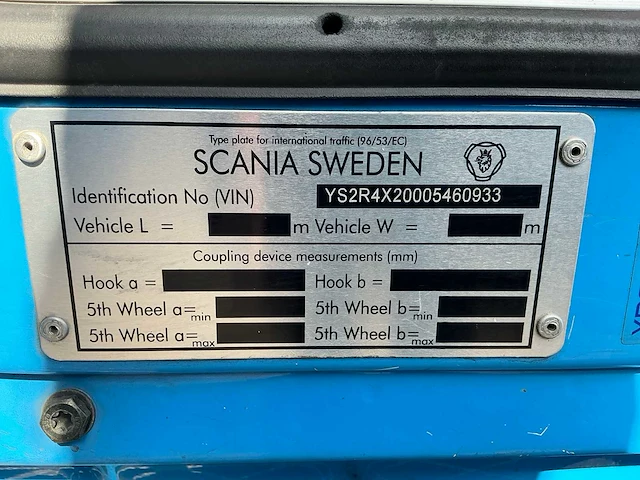 Type plate for international traffic (96/53/EC)
SCANIA SWEDEN
Identification No (VIN) YS2R4X20005460933
Vehicle L = m Vehicle W = m
Coupling device measurements (mm)
Hook a = Hook b =
5th Wheel a=min 5th Wheel b=min
5th Wheel a=max 5th Wheel b=max